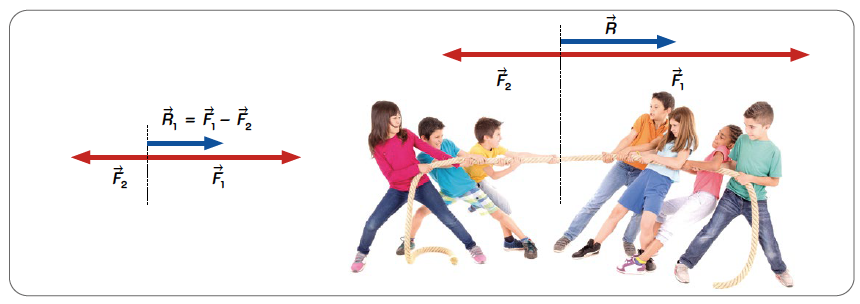 R⃗₁ = F⃗₁ – F⃗₂
F⃗₂ F⃗₁
R⃗
F⃗₂ F⃗₁